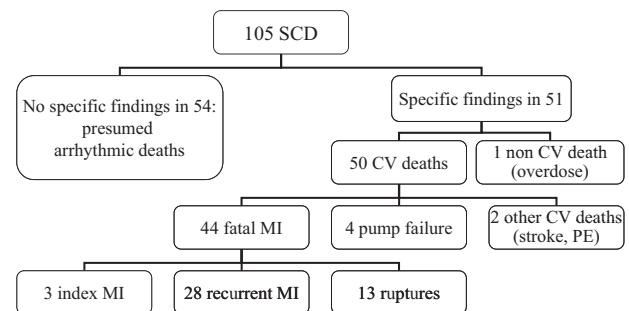 105 SCD
No specific findings in 54:
presumed
arrhythmic deaths
Specific findings in 51
50 CV deaths
1 non CV death
(overdose)
44 fatal MI
4 pump failure
2 other CV deaths
(stroke, PE)
3 index MI
28 recurrent MI
13 ruptures